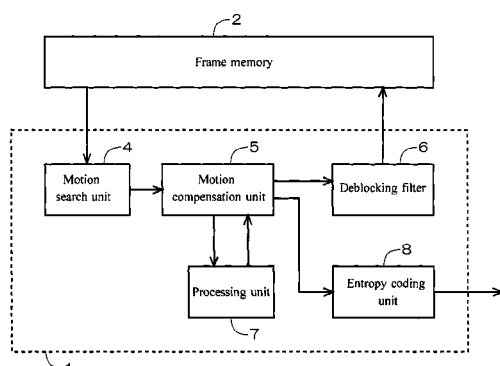 2
Frame memory
4
5
6
Motion
search unit
Motion
compensation unit
Deblocking filter
8
Processing unit
Entropy coding
unit
7